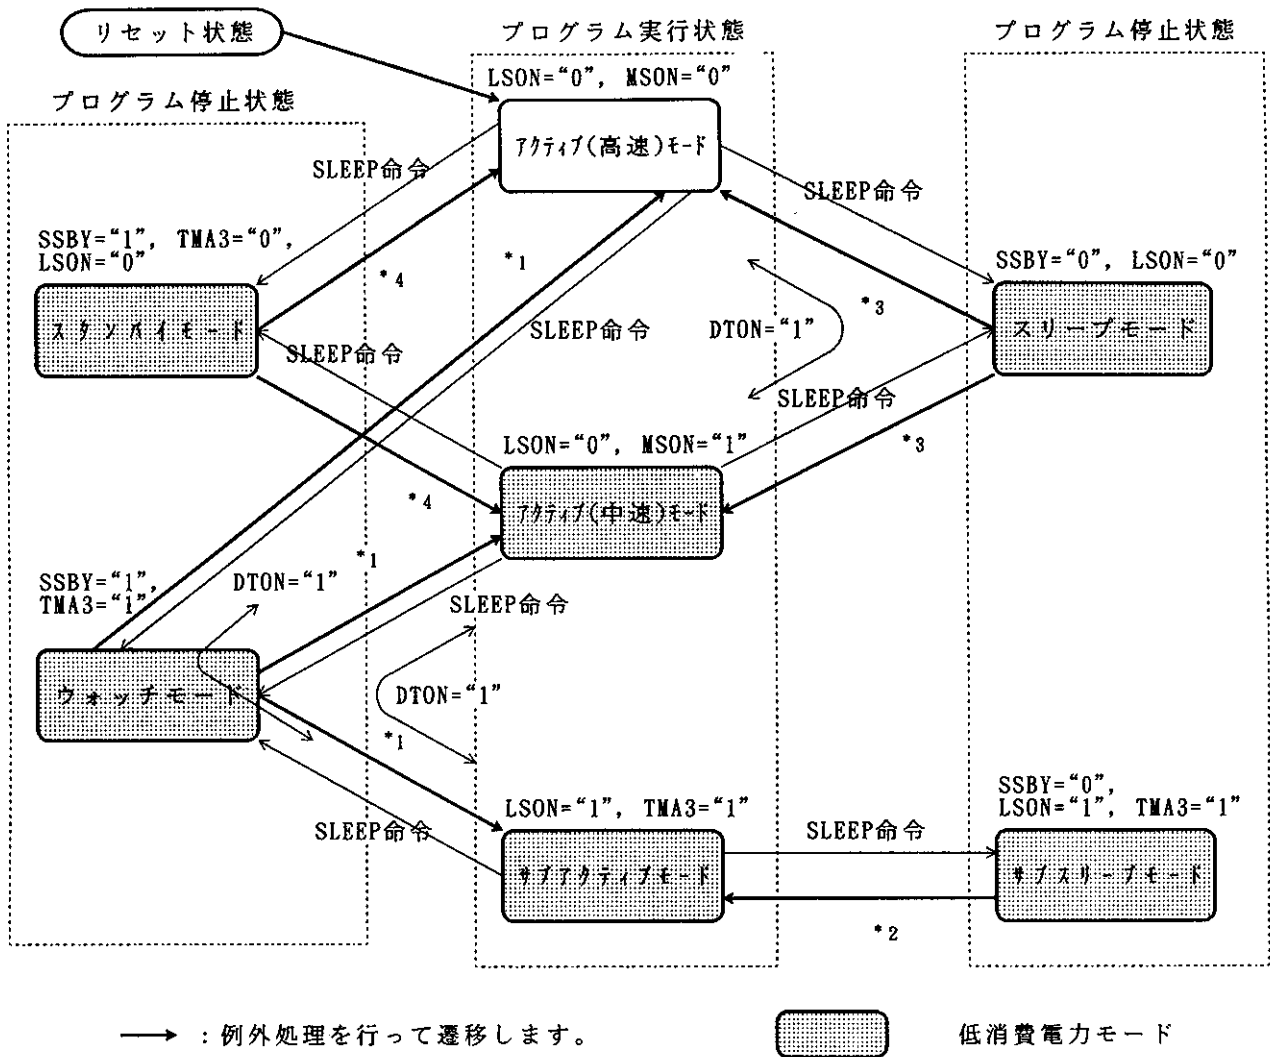 リセット状態
プログラム実行状態
プログラム停止状態
LSON=“0”, MSON=“0”
プログラム停止状態
アクティブ(高速)モード
SLEEP命令
SLEEP命令
SSBY=“1”, TMA3=“0”,
LSON=“0”
*1
*4
SSBY=“0”, LSON=“0”
*3
スタンバイモード
SLEEP命令
SLEEP命令
DTON=“1”
スリープモード
SLEEP命令
LSON=“0”, MSON=“1”
*3
*4
アクティブ(中速)モード
*1
SSBY=“1”,
TMA3=“1”
DTON=“1”
SLEEP命令
ウォッチモード
DTON=“1”
*1
SSBY=“0”,
LSON=“1”, TMA3=“1”
LSON=“1”, TMA3=“1”
SLEEP命令
SLEEP命令
サブアクティブモード
サブスリープモード
*2
：例外処理を行って遷移します。
低消費電力モード